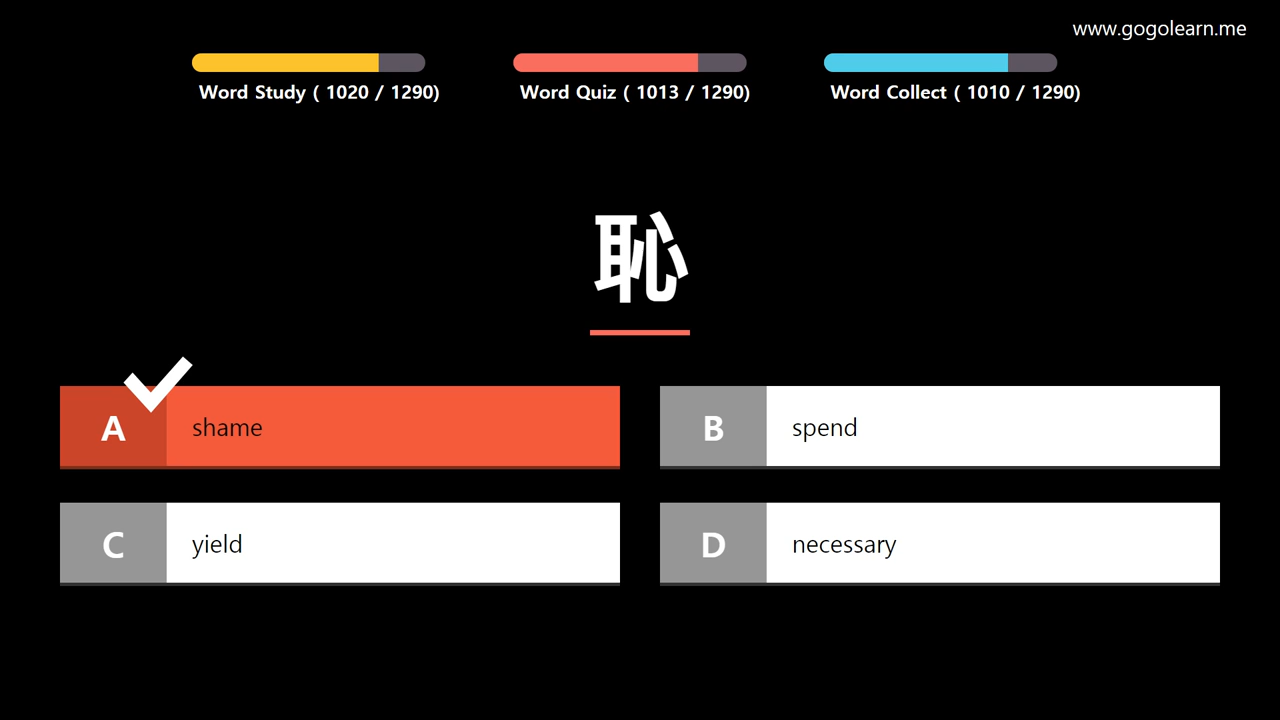 www.gogolearn.me
Word Study ( 1020 / 1290)
Word Quiz ( 1013 / 1290)
Word Collect ( 1010 / 1290)
恥
A shame
B spend
C yield
D necessary